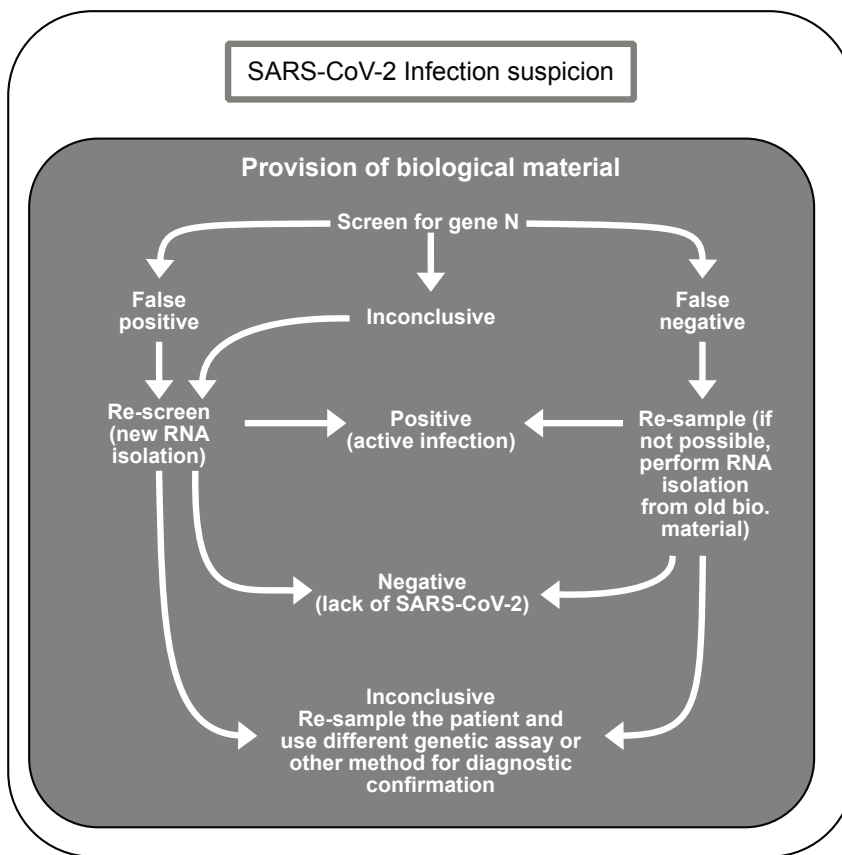 SARS-CoV-2 Infection suspicion
Provision of biological material
Screen for gene N
False
positive
Inconclusive
False
negative
Re-screen
(new RNA
isolation)
Positive
(active infection)
Re-sample (if
not possible,
perform RNA
isolation
from old bio.
material)
Negative
(lack of SARS-CoV-2)
Inconclusive
Re-sample the patient and
use different genetic assay or
other method for diagnostic
confirmation